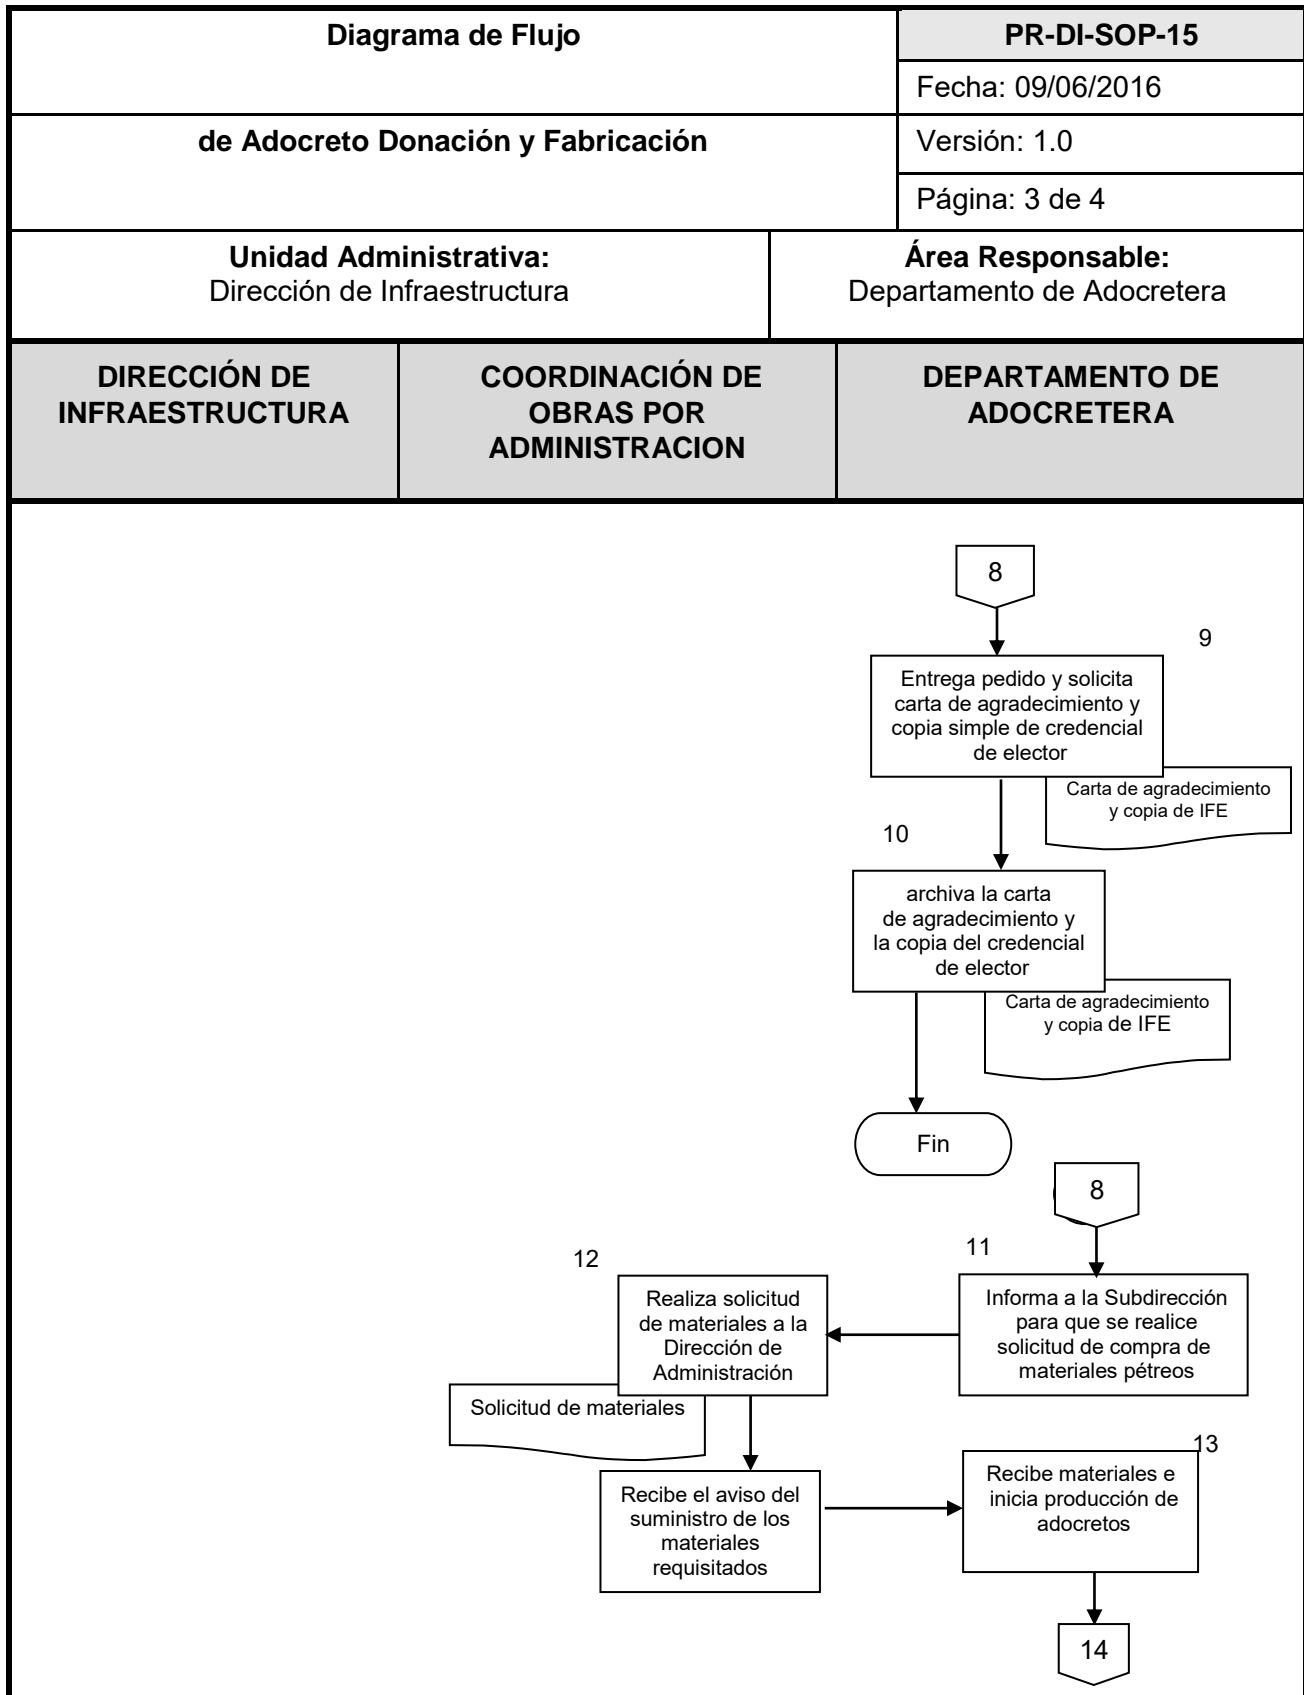 Diagrama de Flujo
PR-DI-SOP-15
Fecha: 09/06/2016
de Adocreto Donación y Fabricación
Versión: 1.0
Página: 3 de 4
Unidad Administrativa:
Dirección de Infraestructura
Área Responsable:
Departamento de Adocretera
DIRECCIÓN DE
INFRAESTRUCTURA
COORDINACIÓN DE
OBRAS POR
ADMINISTRACION
DEPARTAMENTO DE
ADOCRETERA
8
9
Entrega pedido y solicita
carta de agradecimiento y
copia simple de credencial
de elector
Carta de agradecimiento
y copia de IFE
10
archiva la carta
de agradecimiento y
la copia del credencial
de elector
Carta de agradecimiento
y copia de IFE
Fin
8
11
Informa a la Subdirección
para que se realice
solicitud de compra de
materiales pétreos
12
Realiza solicitud
de materiales a la
Dirección de
Administración
Solicitud de materiales
Recibe el aviso del
suministro de los
materiales
requisitados
13
Recibe materiales e
inicia producción de
adocretos
14